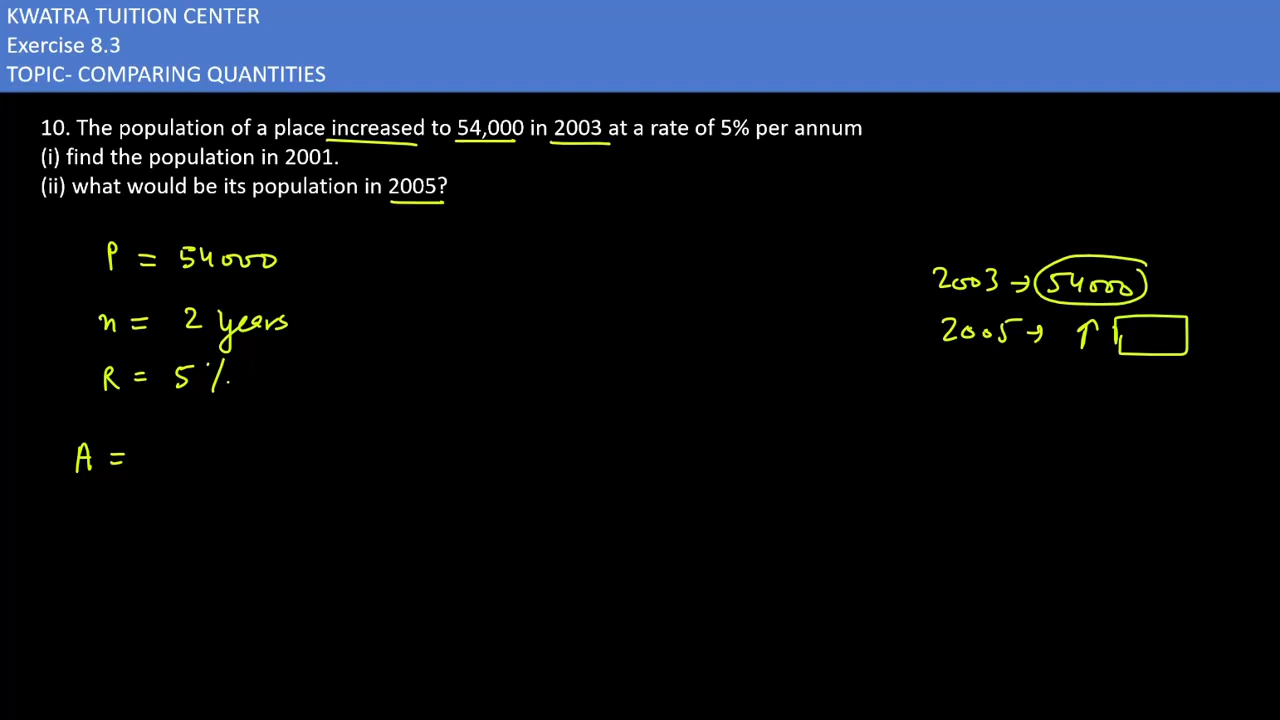 KWATRA TUITION CENTER
Exercise 8.3
TOPIC- COMPARING QUANTITIES
10. The population of a place increased to 54,000 in 2003 at a rate of 5% per annum
(i) find the population in 2001.
(ii) what would be its population in 2005?
P = 54000
n = 2 years
R = 5%
A =
2003 → 54000
2005 → ↑